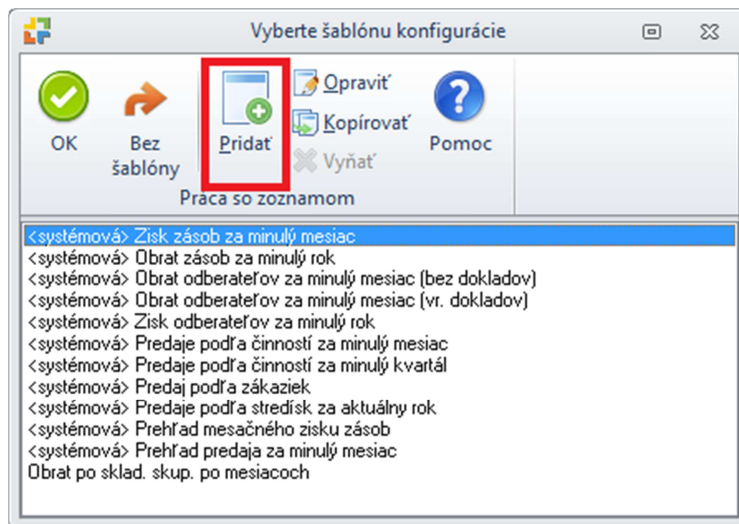 Vyberte šablónu konfigurácie
OK
Bez
šablóny
Pridať
Opraviť
Kopírovať
Vyňať
Pomoc
Práca so zoznamom
<systémová> Zisk zásob za minulý mesiac
<systémová> Obrat zásob za minulý rok
<systémová> Obrat odberateľov za minulý mesiac (bez dokladov)
<systémová> Obrat odberateľov za minulý mesiac (vr. dokladov)
<systémová> Zisk odberateľov za minulý rok
<systémová> Predaje podľa činností za minulý mesiac
<systémová> Predaje podľa činností za minulý kvartál
<systémová> Predaj podľa zákaziek
<systémová> Predaje podľa stredísk za aktuálny rok
<systémová> Prehľad mesačného zisku zásob
<systémová> Prehľad predaja za minulý mesiac
Obrat po sklad. skup. po mesiacoch